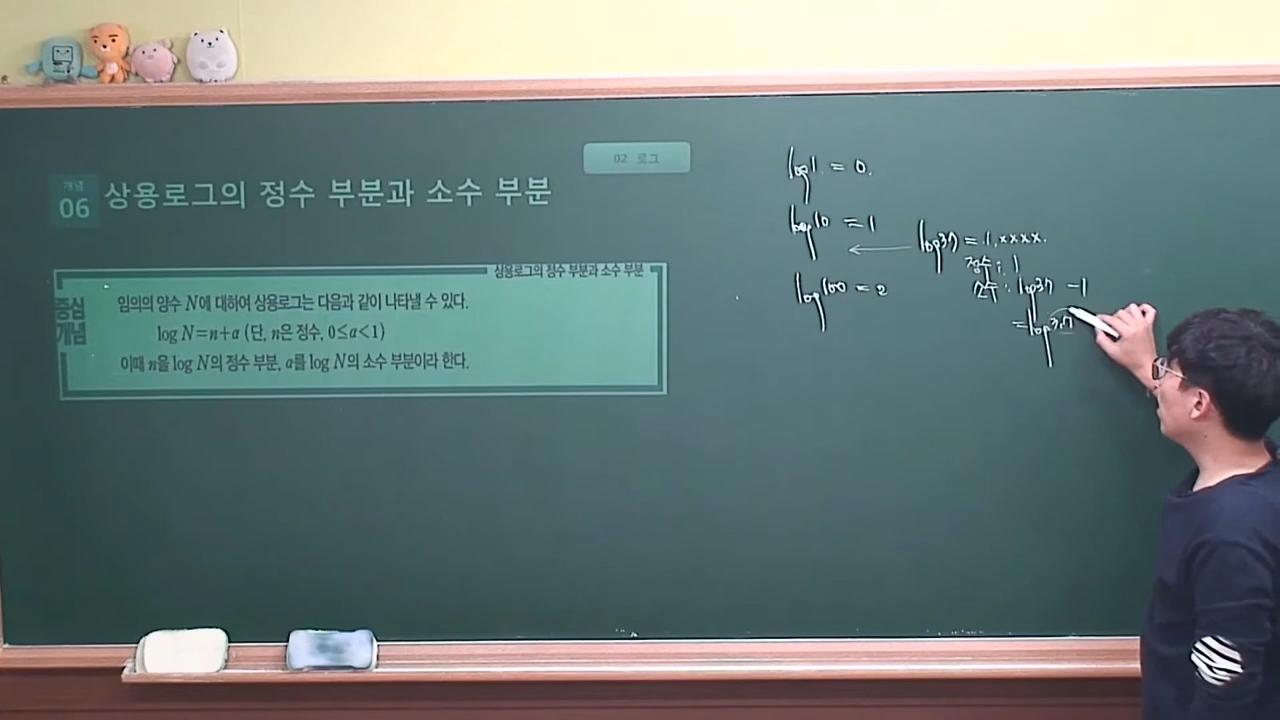 02 로그
개념
06 상용로그의 정수 부분과 소수 부분
상용로그의 정수 부분과 소수 부분
중심
개념
임의의 양수 N에 대하여 상용로그는 다음과 같이 나타낼 수 있다.
log N=n+a (단, n은 정수, 0≤a<1)
이때 n을 log N의 정수 부분, a를 log N의 소수 부분이라 한다.
log1 = 0.
log10 = 1
log100 = 2
log37 = 1.××××.
정수 : 1
소수 : log37 - 1
= log3.7